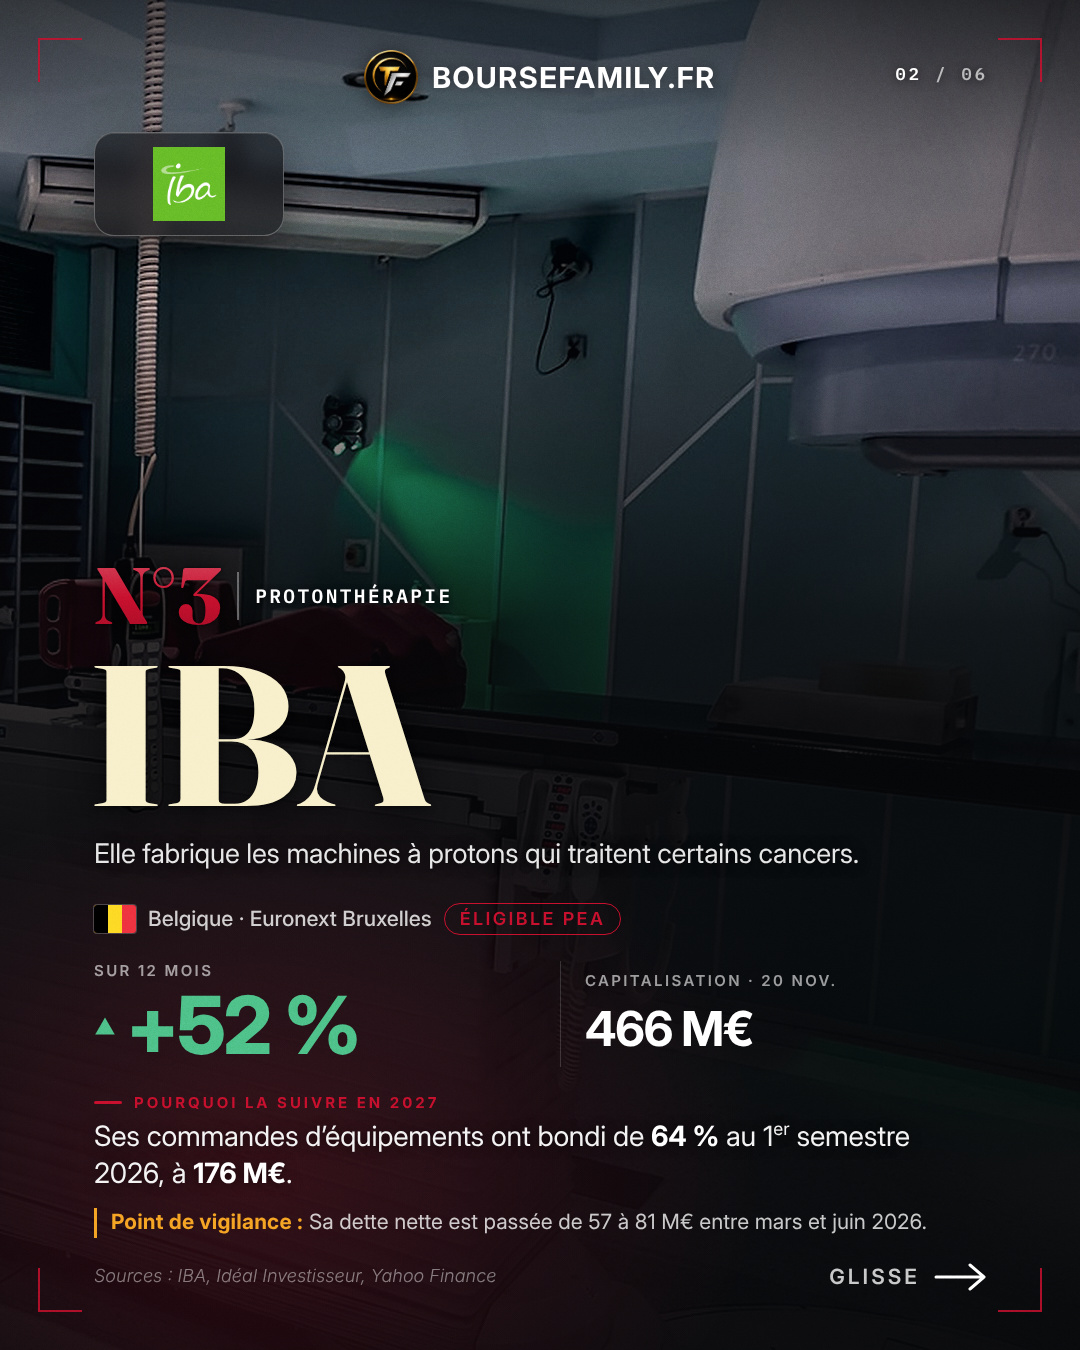 BOURSEFAMILY.FR
02 / 06
iba
270
N°3
PROTONTHÉRAPIE
IBA
Elle fabrique les machines à protons qui traitent certains cancers.
Belgique · Euronext Bruxelles
ÉLIGIBLE PEA
SUR 12 MOIS
+52 %
CAPITALISATION · 20 NOV.
466 M€
POURQUOI LA SUIVRE EN 2027
Ses commandes d’équipements ont bondi de 64 % au 1er semestre
2026, à 176 M€.
Point de vigilance : Sa dette nette est passée de 57 à 81 M€ entre mars et juin 2026.
Sources : IBA, Idéal Investisseur, Yahoo Finance
GLISSE